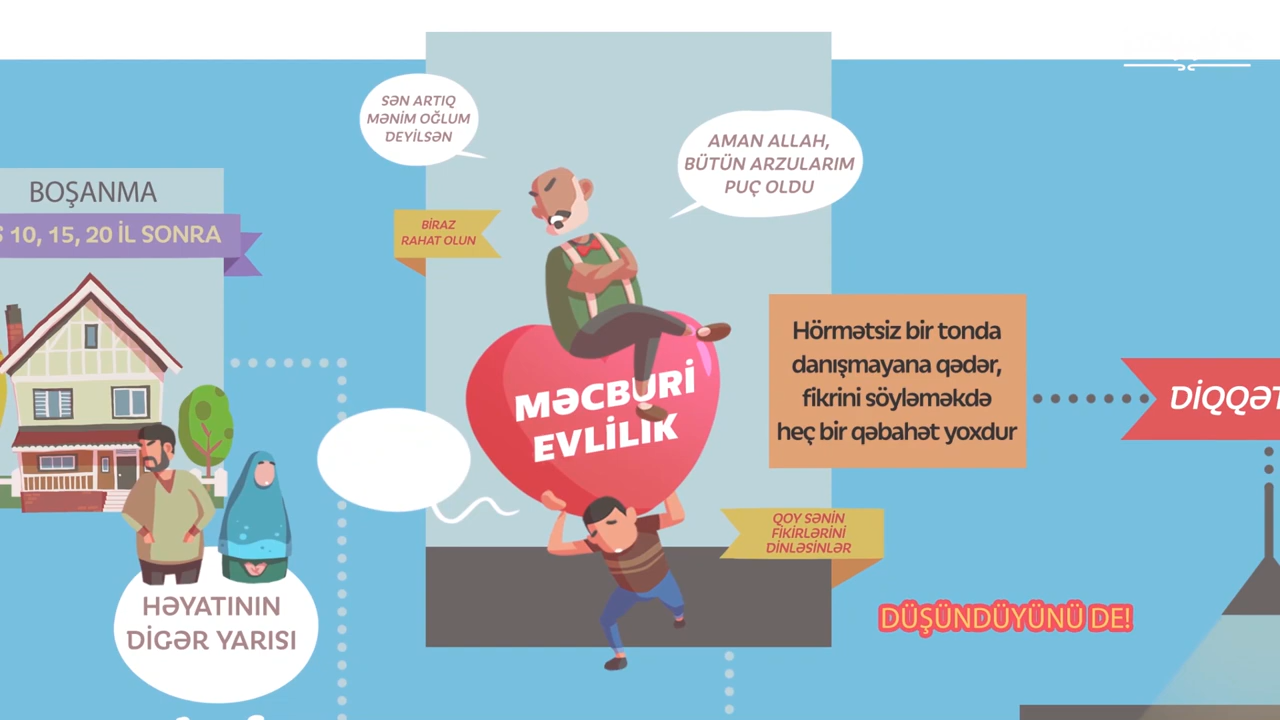 SƏN ARTIQ
MƏNİM OĞLUM
DEYİLSƏN
AMAN ALLAH,
BÜTÜN ARZULARIM
PUÇ OLDU
BOŞANMA
10, 15, 20 İL SONRA
BİRAZ
RAHAT OLUN
Hörmətsiz bir tonda
danışmayana qədər,
fikrini söyləməkdə
heç bir qəbahət yoxdur
DİQQƏT
MƏCBURİ
EVLİLİK
QOY SƏNİN
FİKİRLƏRİNİ
DİNLƏSİNLƏR
HƏYATININ
DİGƏR YARISI
DÜŞÜNDÜYÜNÜ DE!